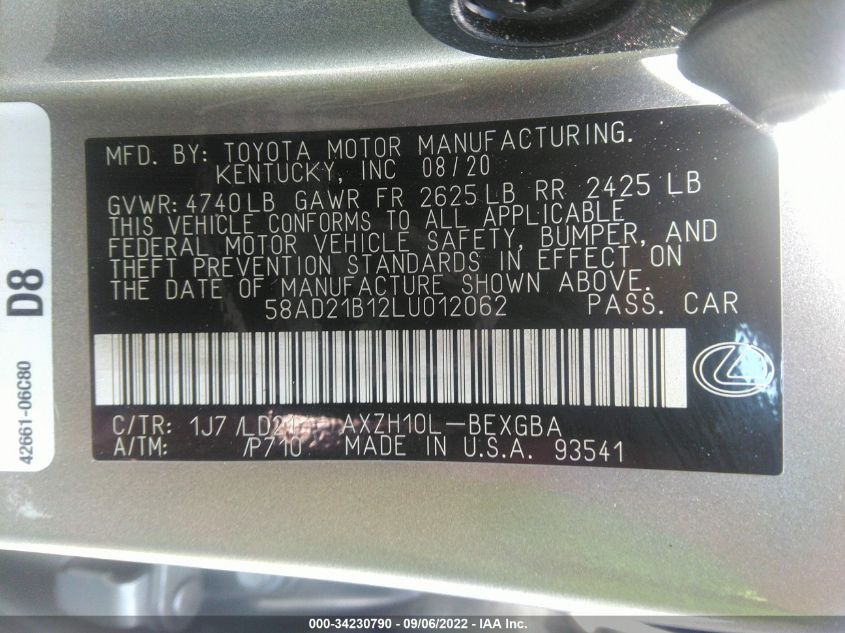 MFD. BY: TOYOTA MOTOR MANUFACTURING.
KENTUCKY, INC 08/20
GVWR: 4740 LB GAWR FR 2625 LB RR 2425 LB
THIS VEHICLE CONFORMS TO ALL APPLICABLE
FEDERAL MOTOR VEHICLE SAFETY, BUMPER, AND
THEFT PREVENTION STANDARDS IN EFFECT ON
THE DATE OF MANUFACTURE SHOWN ABOVE.
58AD21B12LU012062 PASS. CAR
C/TR: 1J7 /LD21 AXZH10L-BEXGBA
A/TM: /P710 MADE IN U.S.A. 93541
D8
42661-06C80
000-34230790 - 09/06/2022 - IAA Inc.